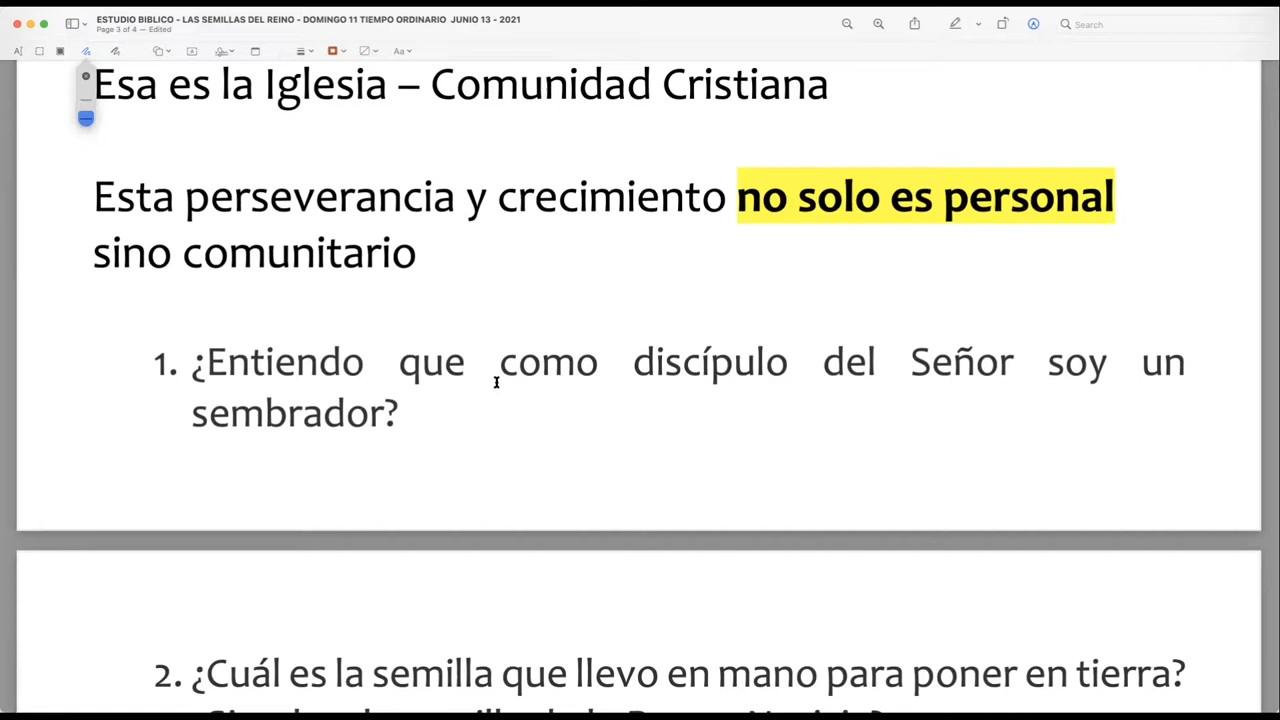 ESTUDIO BIBLICO - LAS SEMILLAS DEL REINO - DOMINGO 11 TIEMPO ORDINARIO JUNIO 13 - 2021
Page 3 of 4 — Edited
Search
Esa es la Iglesia – Comunidad Cristiana
Esta perseverancia y crecimiento no solo es personal
sino comunitario
1. ¿Entiendo que como discípulo del Señor soy un
sembrador?
2. ¿Cuál es la semilla que llevo en mano para poner en tierra?